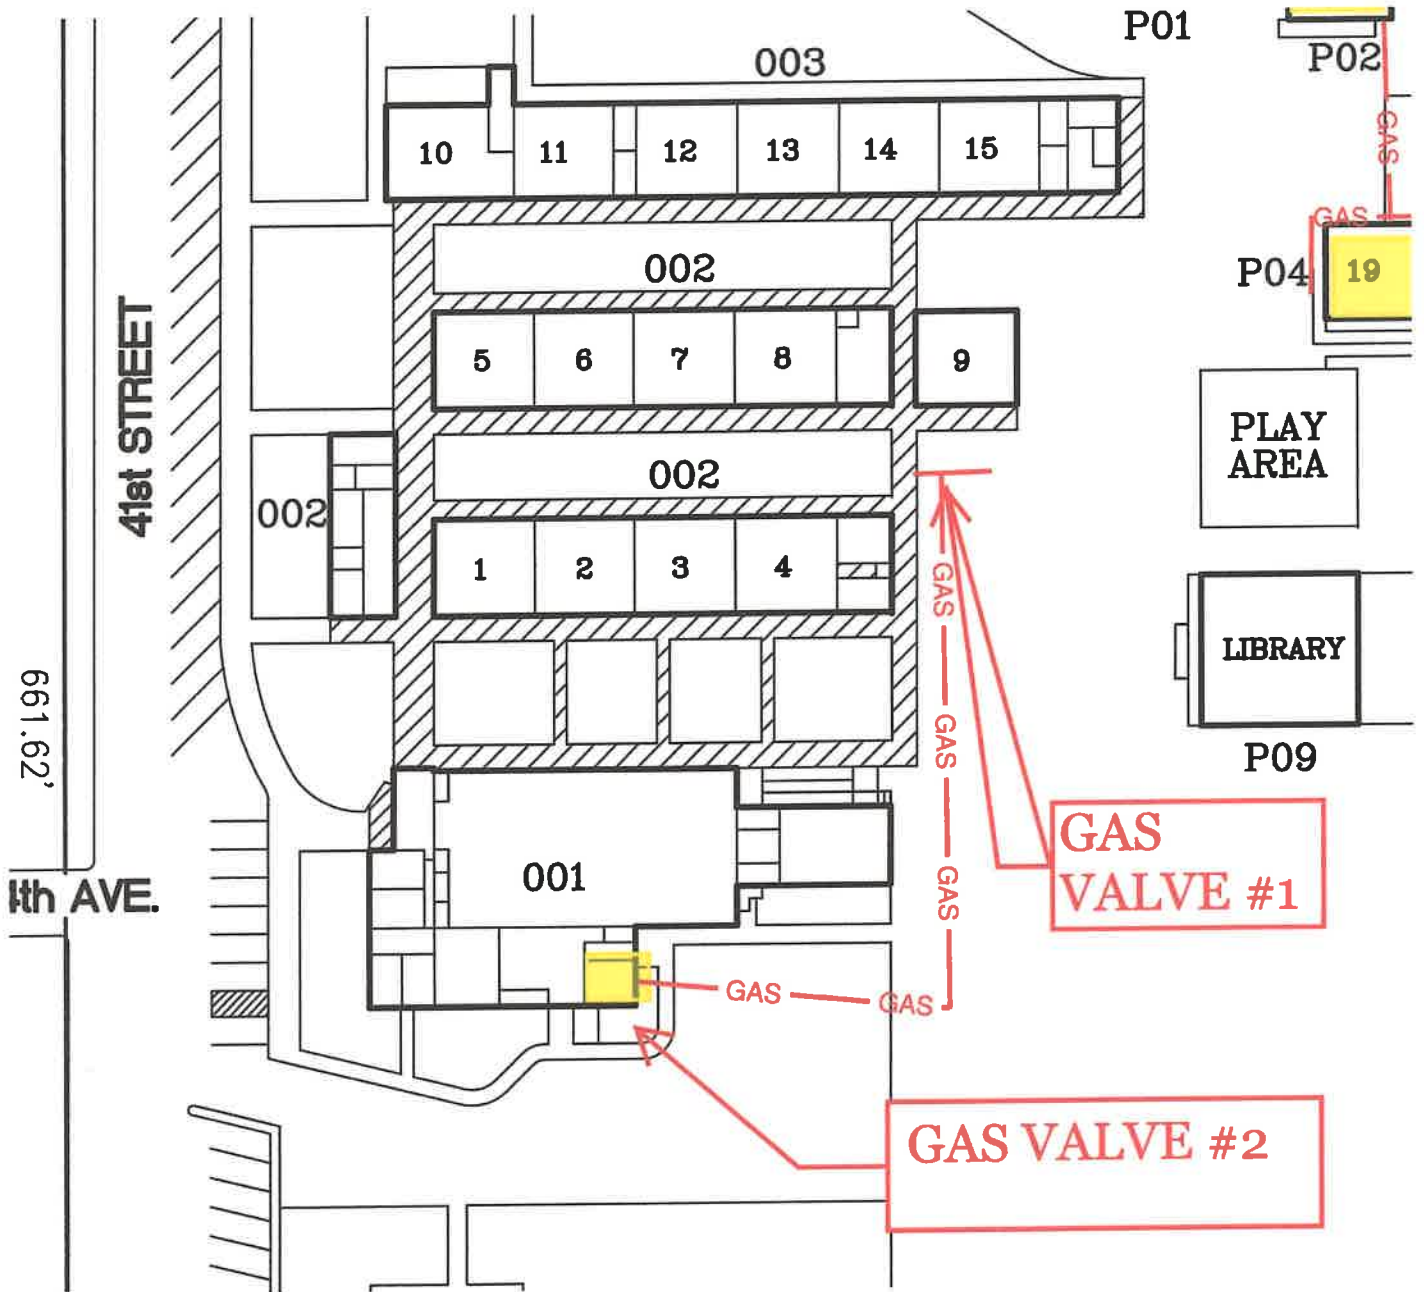 P01
003
P02
10
11
12
13
14
15
GAS
GAS
002
P04
19
5
6
7
8
9
41st STREET
PLAY
AREA
002
002
1
2
3
4
GAS
LIBRARY
661.62'
GAS
P09
GAS
VALVE #1
001
GAS
th AVE.
GAS
GAS
GAS VALVE #2